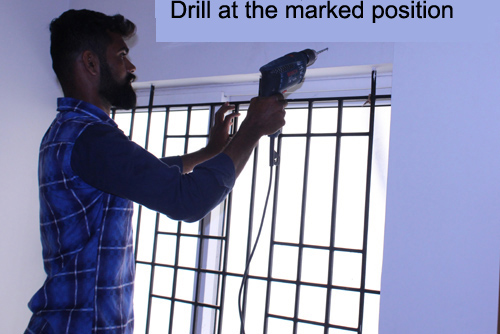 Drill at the marked position